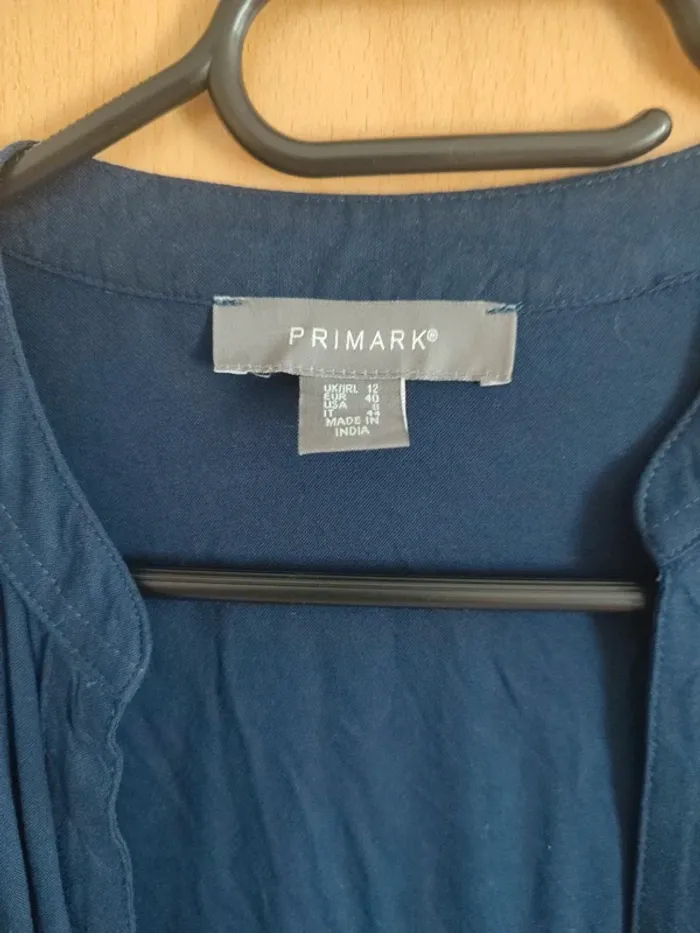 PRIMARK®
UK/IRL 12
EUR 40
USA 8
IT 44
MADE IN
INDIA